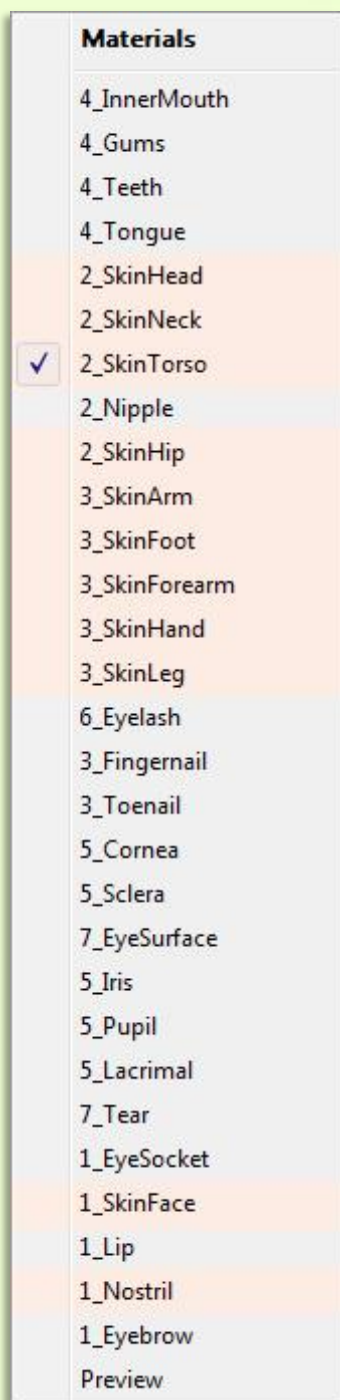 Materials
4_InnerMouth
4_Gums
4_Teeth
4_Tongue
2_SkinHead
2_SkinNeck
2_SkinTorso
2_Nipple
2_SkinHip
3_SkinArm
3_SkinFoot
3_SkinForearm
3_SkinHand
3_SkinLeg
6_Eyelash
3_Fingernail
3_Toenail
5_Cornea
5_Sclera
7_EyeSurface
5_Iris
5_Pupil
5_Lacrimal
7_Tear
1_EyeSocket
1_SkinFace
1_Lip
1_Nostril
1_Eyebrow
Preview